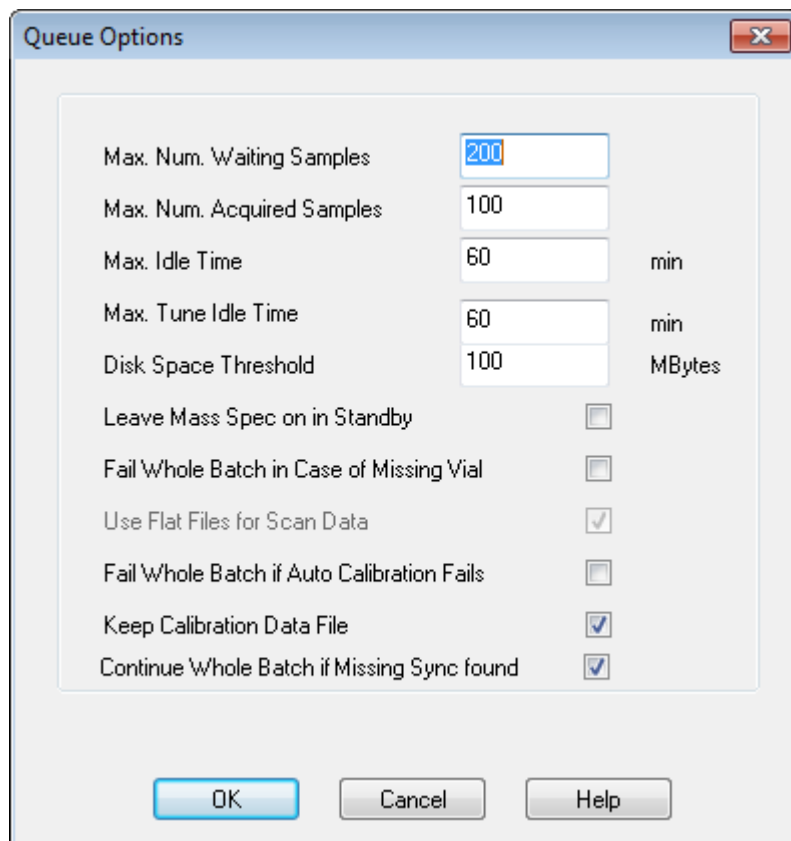 Queue Options
Max. Num. Waiting Samples 200
Max. Num. Acquired Samples 100
Max. Idle Time 60 min
Max. Tune Idle Time 60 min
Disk Space Threshold 100 MBytes
Leave Mass Spec on in Standby
Fail Whole Batch in Case of Missing Vial
Use Flat Files for Scan Data
Fail Whole Batch if Auto Calibration Fails
Keep Calibration Data File
Continue Whole Batch if Missing Sync found
OK Cancel Help